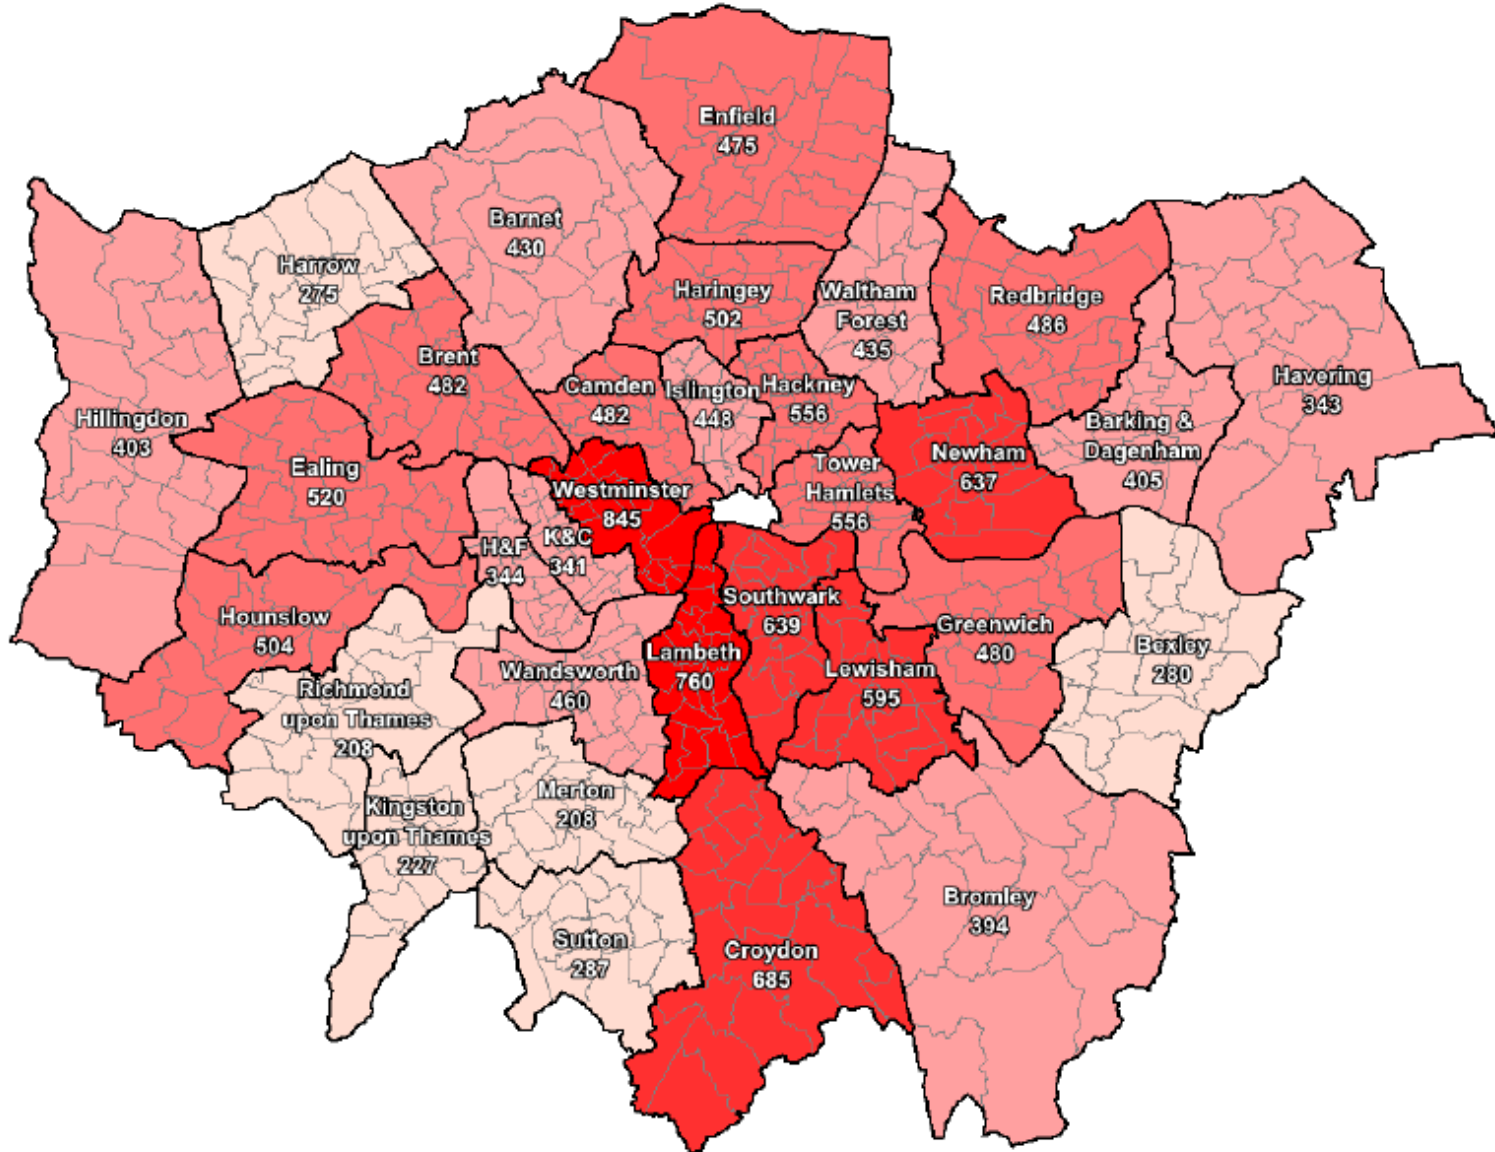 Enfield
475
Barnet
430
Harrow
275
Haringey
502
Waltham
Forest
435
Redbridge
486
Brent
482
Camden
482
Islington
448
Hackney
556
Havering
343
Hillingdon
403
Barking &
Dagenham
405
Ealing
520
Westminster
845
Tower
Hamlets
556
Newham
637
H&F
344
K&C
341
Hounslow
504
Southwark
639
Greenwich
480
Bexley
280
Richmond
upon Thames
208
Wandsworth
460
Lambeth
760
Lewisham
595
Kingston
upon Thames
227
Merton
208
Sutton
287
Croydon
685
Bromley
394